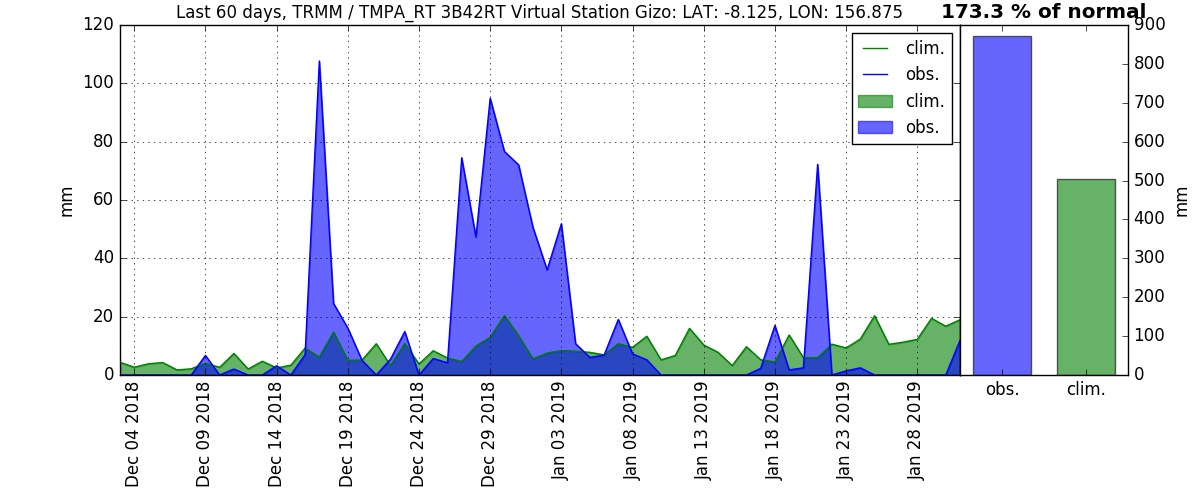 Last 60 days, TRMM / TMPA_RT 3B42RT Virtual Station Gizo: LAT: -8.125, LON: 156.875
173.3 % of normal
120
100
80
60
40
20
0
mm
clim.
obs.
clim.
obs.
900
800
700
600
500
400
300
200
100
0
mm
Dec 04 2018
Dec 09 2018
Dec 14 2018
Dec 19 2018
Dec 24 2018
Dec 29 2018
Jan 03 2019
Jan 08 2019
Jan 13 2019
Jan 18 2019
Jan 23 2019
Jan 28 2019
obs.
clim.